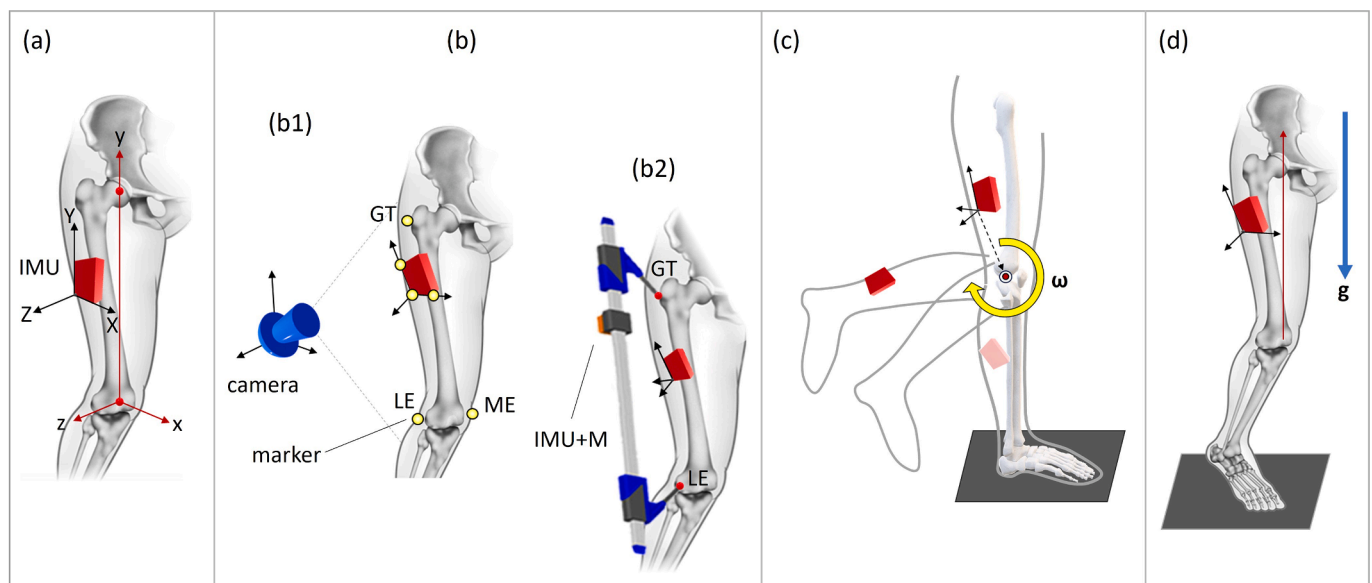 (a)
y
Y
IMU
Z
X
z
x
(b)
(b1)
GT
camera
LE
ME
marker
(b2)
GT
IMU+M
LE
(c)
ω
(d)
g